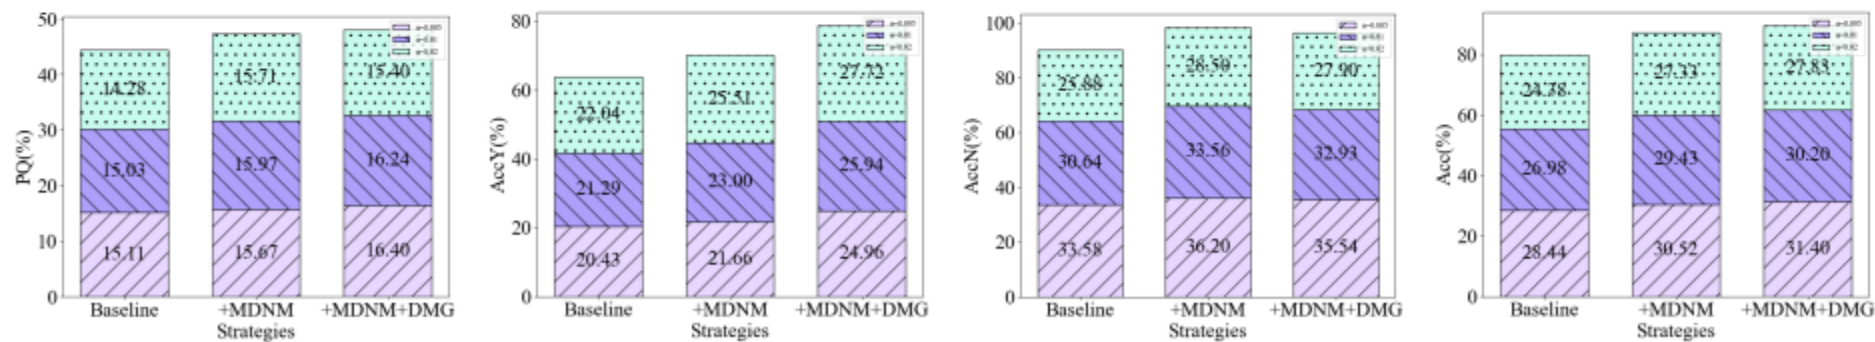 PQ(%)
50
40
30
20
10
0
14.28
15.71
15.40
15.03
15.97
16.24
15.11
15.67
16.40
Baseline
+MDNM
+MDNM+DMG
Strategies
AccY(%)
80
60
40
20
0
22.04
25.51
27.72
21.29
23.00
25.94
20.43
21.66
24.96
Baseline
+MDNM
+MDNM+DMG
Strategies
AccN(%)
100
80
60
40
20
0
25.88
28.50
27.90
30.64
33.56
32.93
33.58
36.20
35.54
Baseline
+MDNM
+MDNM+DMG
Strategies
Acc(%)
80
60
40
20
0
24.38
27.33
27.83
26.98
29.43
30.20
28.44
30.52
31.40
Baseline
+MDNM
+MDNM+DMG
Strategies